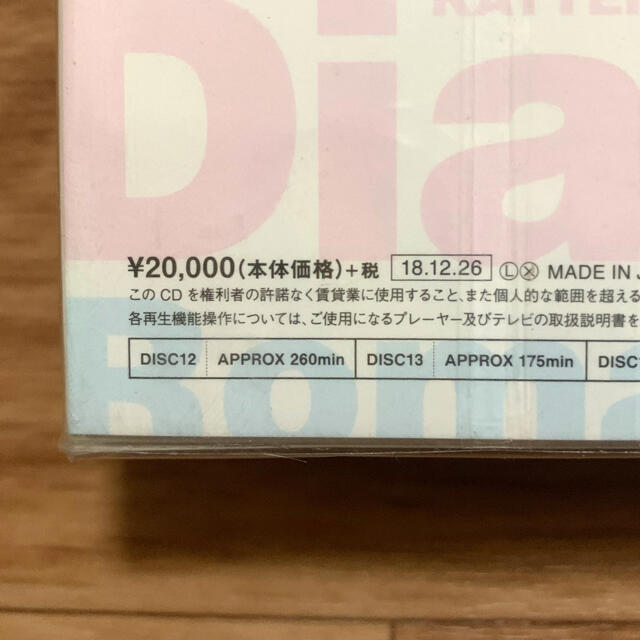 Dia
¥20,000(本体価格)+税 18.12.26 Ⓛ MADE IN
この CD を権利者の許諾なく賃貸業に使用すること、また個人的な範囲を超える
各再生機能操作については、ご使用になるプレーヤー及びテレビの取扱説明書を
DISC12 APPROX 260min DISC13 APPROX 175min DISC
Roma